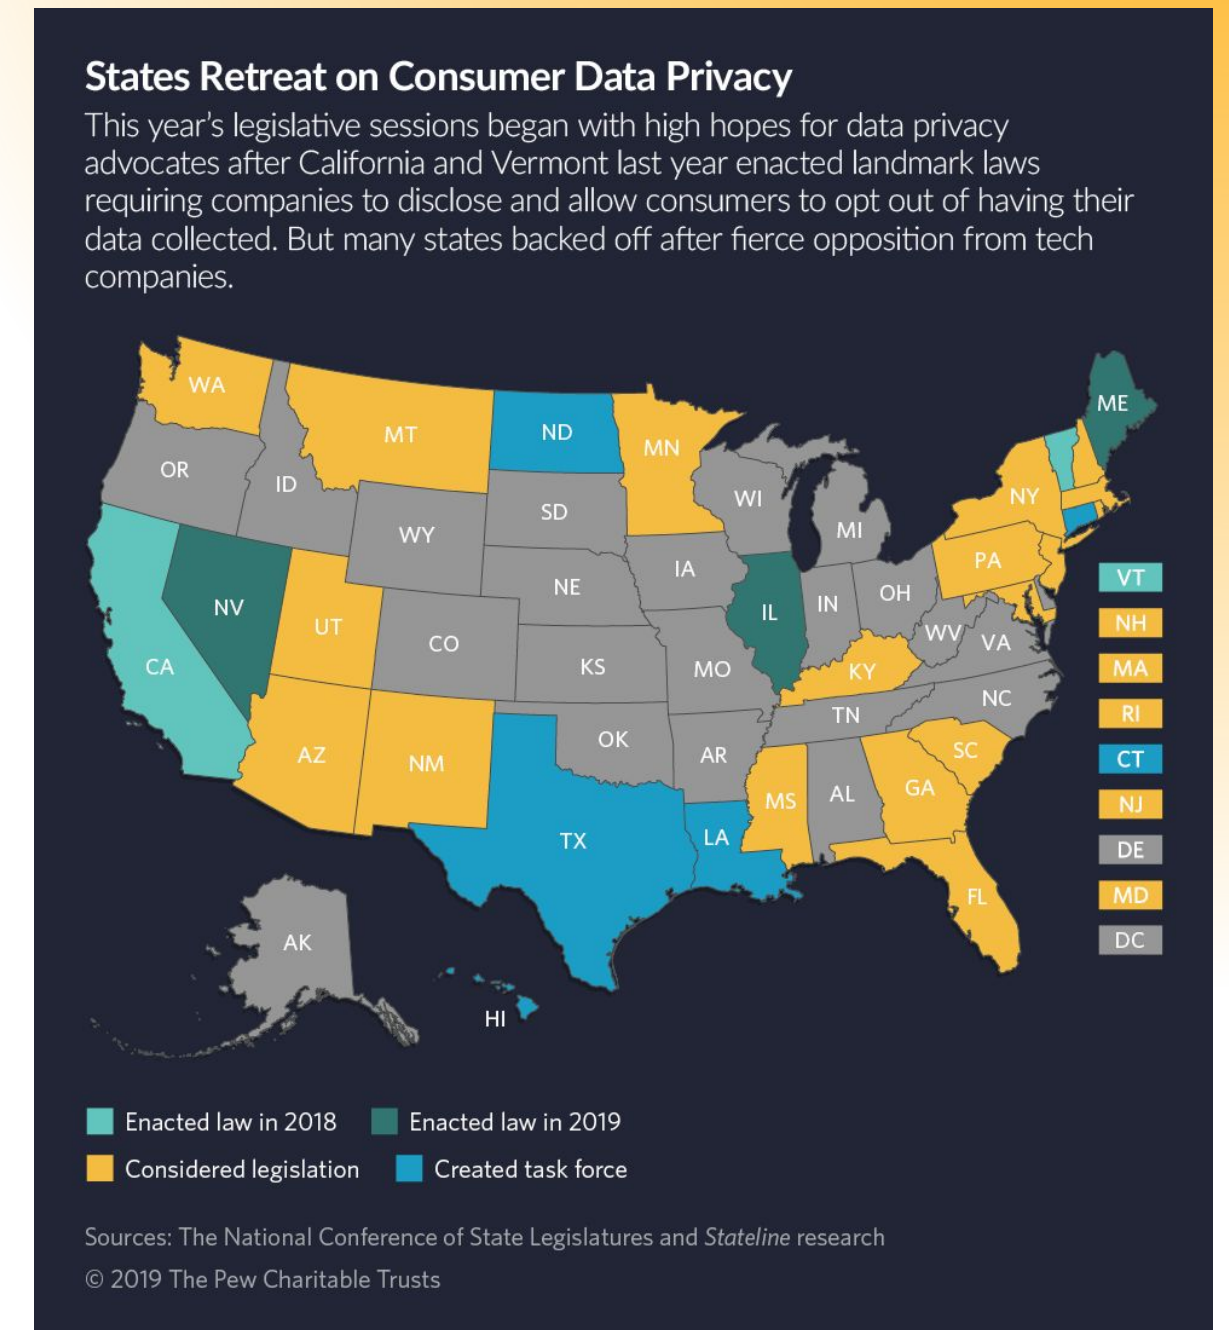 States Retreat on Consumer Data Privacy
This year’s legislative sessions began with high hopes for data privacy
advocates after California and Vermont last year enacted landmark laws
requiring companies to disclose and allow consumers to opt out of having their
data collected. But many states backed off after fierce opposition from tech
companies.
WA
MT
ND
MN
ME
OR
ID
WY
SD
WI
MI
NY
NV
UT
CO
NE
IA
IL
IN
OH
PA
CA
KS
MO
KY
WV
VA
AZ
NM
OK
AR
TN
NC
TX
LA
MS
AL
GA
SC
FL
AK
HI
VT
NH
MA
RI
CT
NJ
DE
MD
DC
Enacted law in 2018
Enacted law in 2019
Considered legislation
Created task force
Sources: The National Conference of State Legislatures and Stateline research
© 2019 The Pew Charitable Trusts